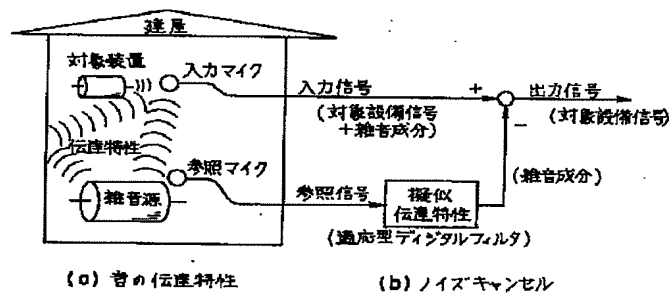 建屋
対象装置
入力マイク
入力信号
(対象設備信号
+雑音成分)
+
出力信号
(対象設備信号)
−
伝達特性
参照マイク
(雑音成分)
雑音源
参照信号
擬似
伝達特性
(適応型ディジタルフィルタ)
(a) 音の伝達特性
(b) ノイズキャンセル